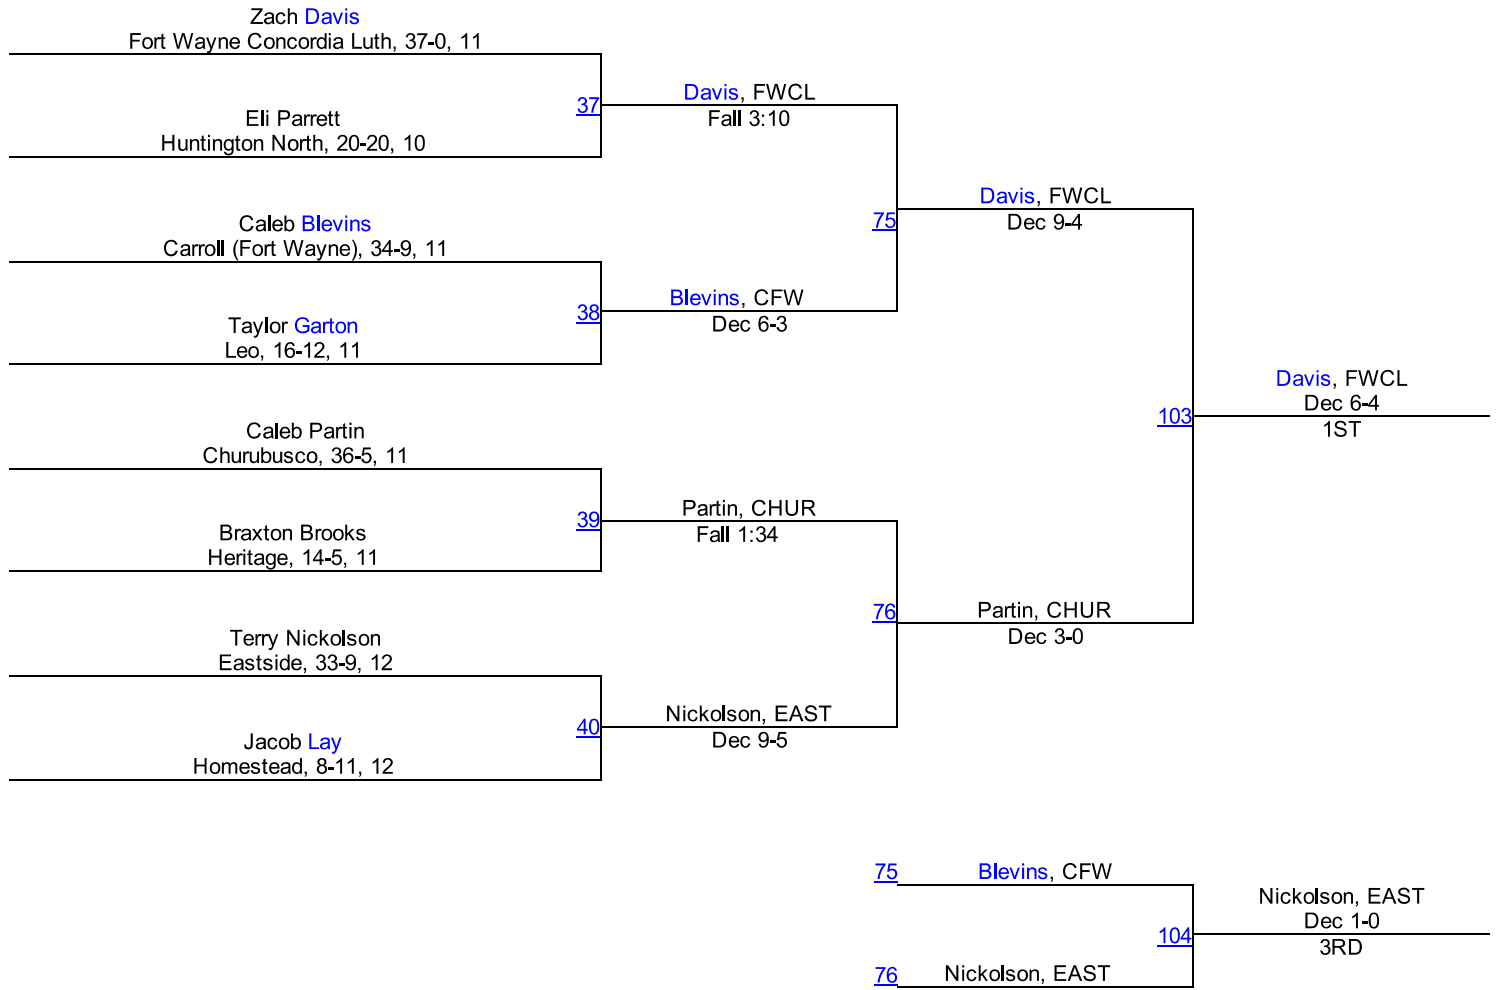 Zach Davis
Fort Wayne Concordia Luth, 37-0, 11
37
Eli Parrett
Huntington North, 20-20, 10
Davis, FWCL
Fall 3:10
Caleb Blevins
Carroll (Fort Wayne), 34-9, 11
38
Taylor Garton
Leo, 16-12, 11
Blevins, CFW
Dec 6-3
75
Davis, FWCL
Dec 9-4
Caleb Partin
Churubusco, 36-5, 11
39
Braxton Brooks
Heritage, 14-5, 11
Partin, CHUR
Fall 1:34
Terry Nickolson
Eastside, 33-9, 12
40
Jacob Lay
Homestead, 8-11, 12
Nickolson, EAST
Dec 9-5
76
Partin, CHUR
Dec 3-0
103
Davis, FWCL
Dec 6-4
1ST
75
Blevins, CFW
76
Nickolson, EAST
104
Nickolson, EAST
Dec 1-0
3RD